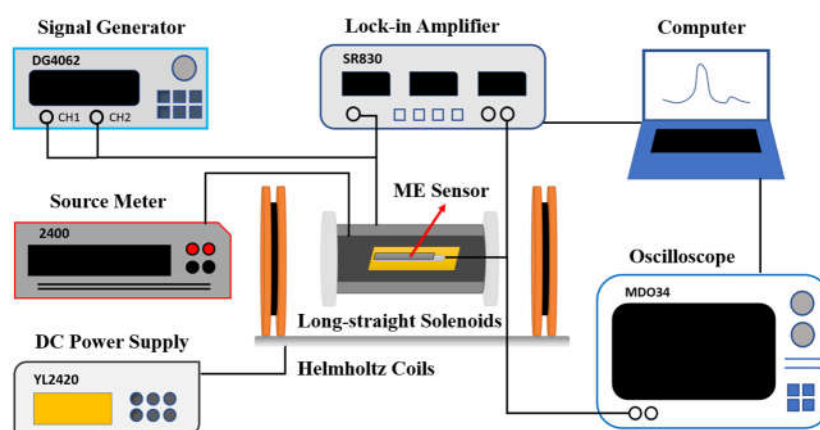 Signal Generator
DG4062
CH1
CH2
Lock-in Amplifier
SR830
Computer
Source Meter
2400
ME Sensor
Oscilloscope
MDO34
Long-straight Solenoids
DC Power Supply
YL2420
Helmholtz Coils